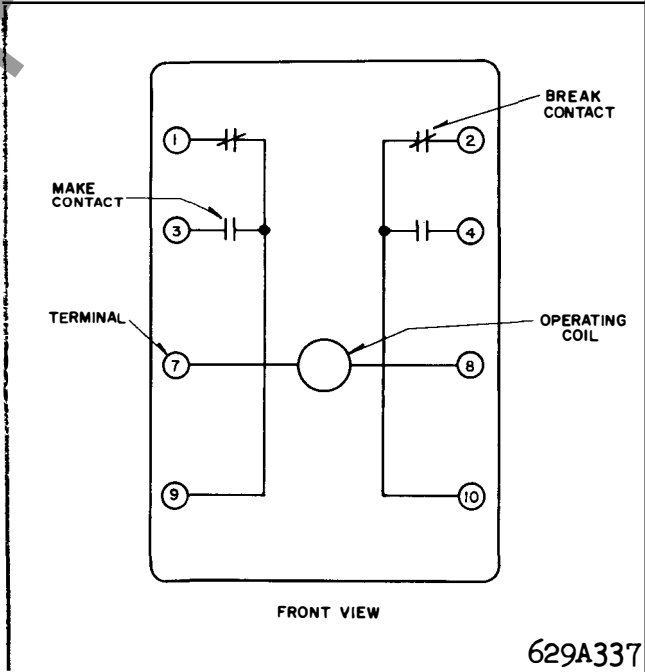 BREAK
CONTACT
1
2
MAKE
CONTACT
3
4
TERMINAL
OPERATING
COIL
7
8
9
10
FRONT VIEW
629A337